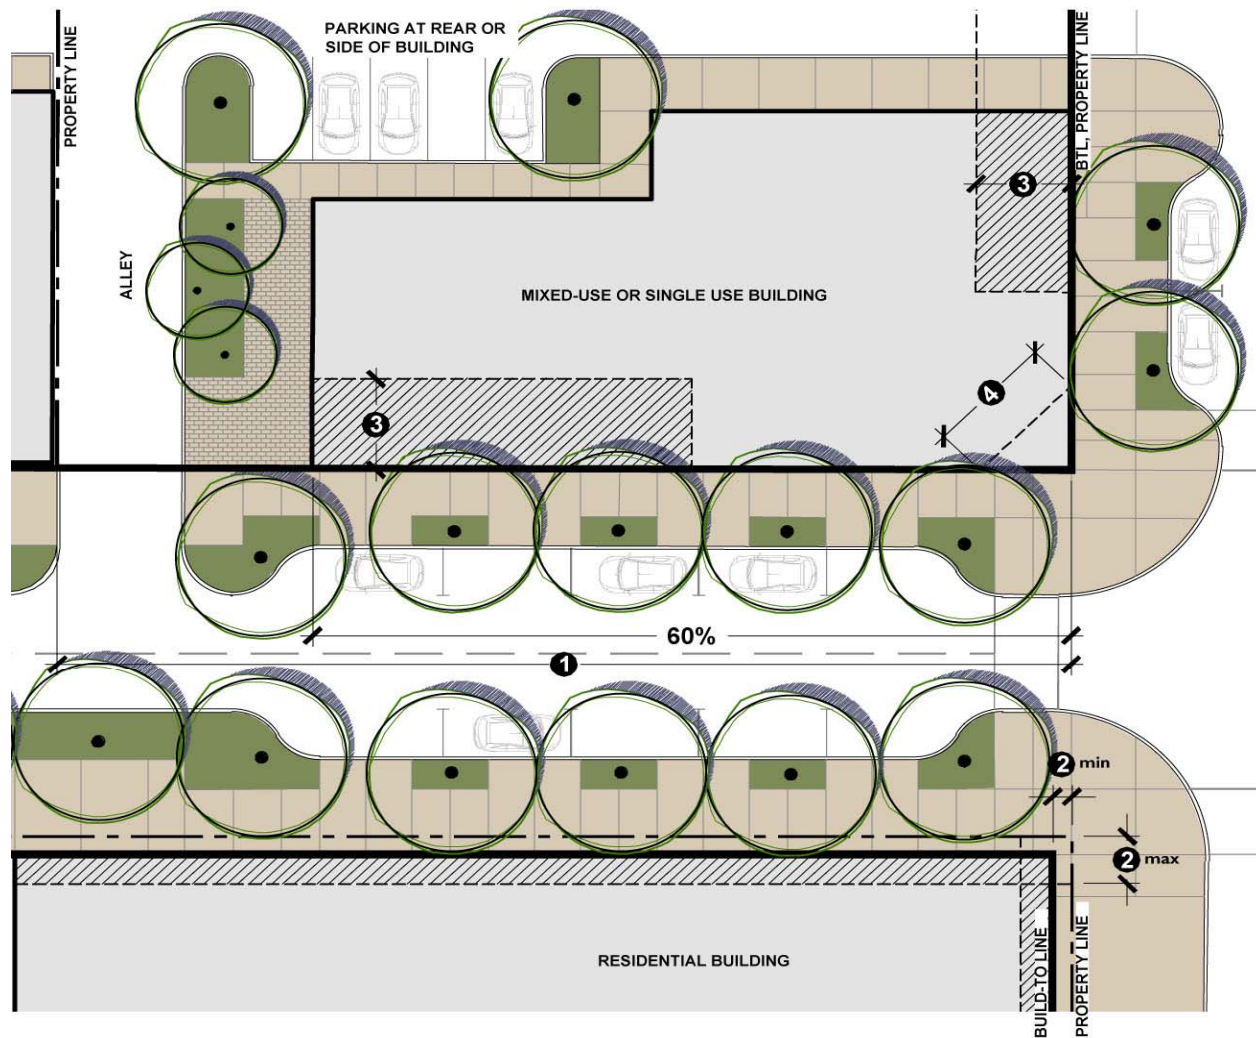 PARKING AT REAR OR
SIDE OF BUILDING
PROPERTY LINE
BTL, PROPERTY LINE
3
ALLEY
MIXED-USE OR SINGLE USE BUILDING
4
3
60%
1
2 min
2 max
RESIDENTIAL BUILDING
BUILD-TO LINE
PROPERTY LINE